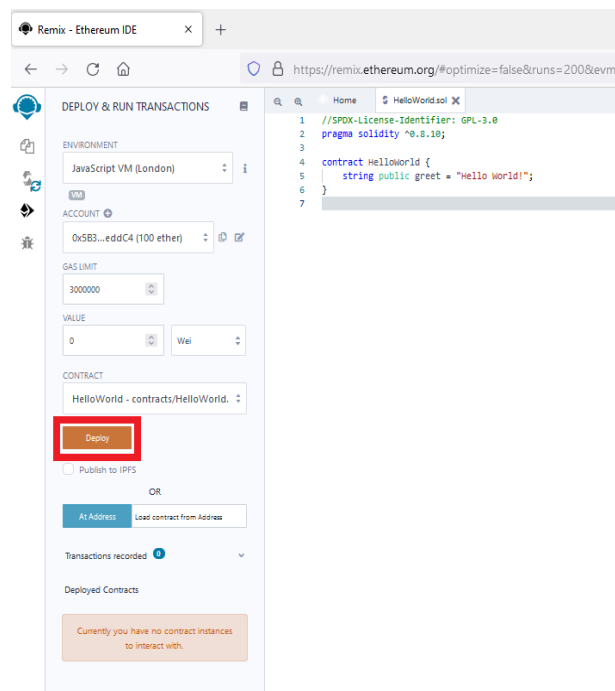 Remix - Ethereum IDE
https://remix.ethereum.org/#optimize=false&runs=200&evm
DEPLOY & RUN TRANSACTIONS
ENVIRONMENT
JavaScript VM (London)
VM
ACCOUNT
0x5B3...eddC4 (100 ether)
GAS LIMIT
3000000
VALUE
0 Wei
CONTRACT
HelloWorld - contracts/HelloWorld.
Deploy
Publish to IPFS
OR
At Address Load contract from Address
Transactions recorded 0
Deployed Contracts
Currently you have no contract instances
to interact with.
Home HelloWorld.sol
1 //SPDX-License-Identifier: GPL-3.0
2 pragma solidity ^0.8.10;
3
4 contract HelloWorld {
5 string public greet = "Hello World!";
6 }
7